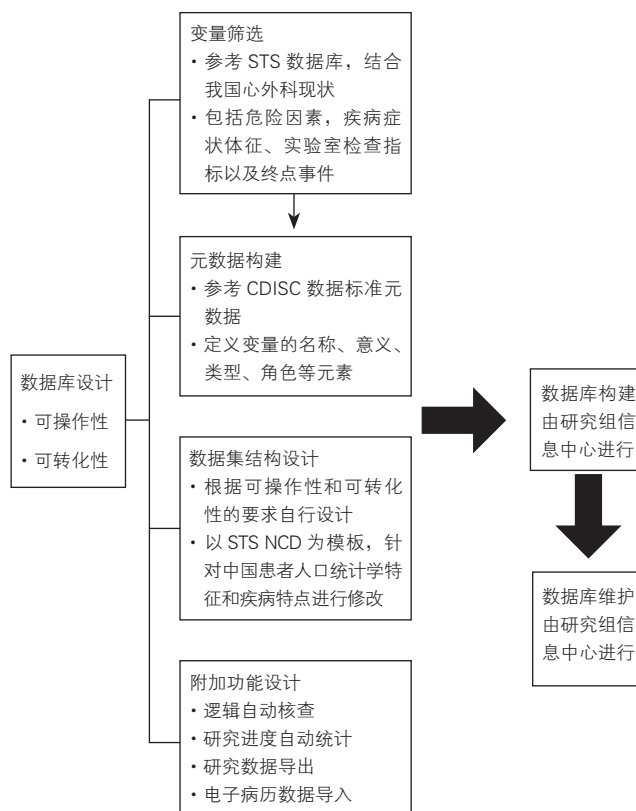 变量筛选
• 参考 STS 数据库，结合
我国心外科现状
• 包括危险因素，疾病症
状体征、实验室检查指
标以及终点事件
元数据构建
• 参考 CDISC 数据标准元
数据
• 定义变量的名称、意义、
类型、角色等元素
数据库设计
• 可操作性
• 可转化性
数据集结构设计
• 根据可操作性和可转化
性的要求自行设计
• 以 STS NCD 为模板，针
对中国患者人口统计学特
征和疾病特点进行修改
附加功能设计
• 逻辑自动核查
• 研究进度自动统计
• 研究数据导出
• 电子病历数据导入
数据库构建
由研究组信
息中心进行
数据库维护
由研究组信
息中心进行